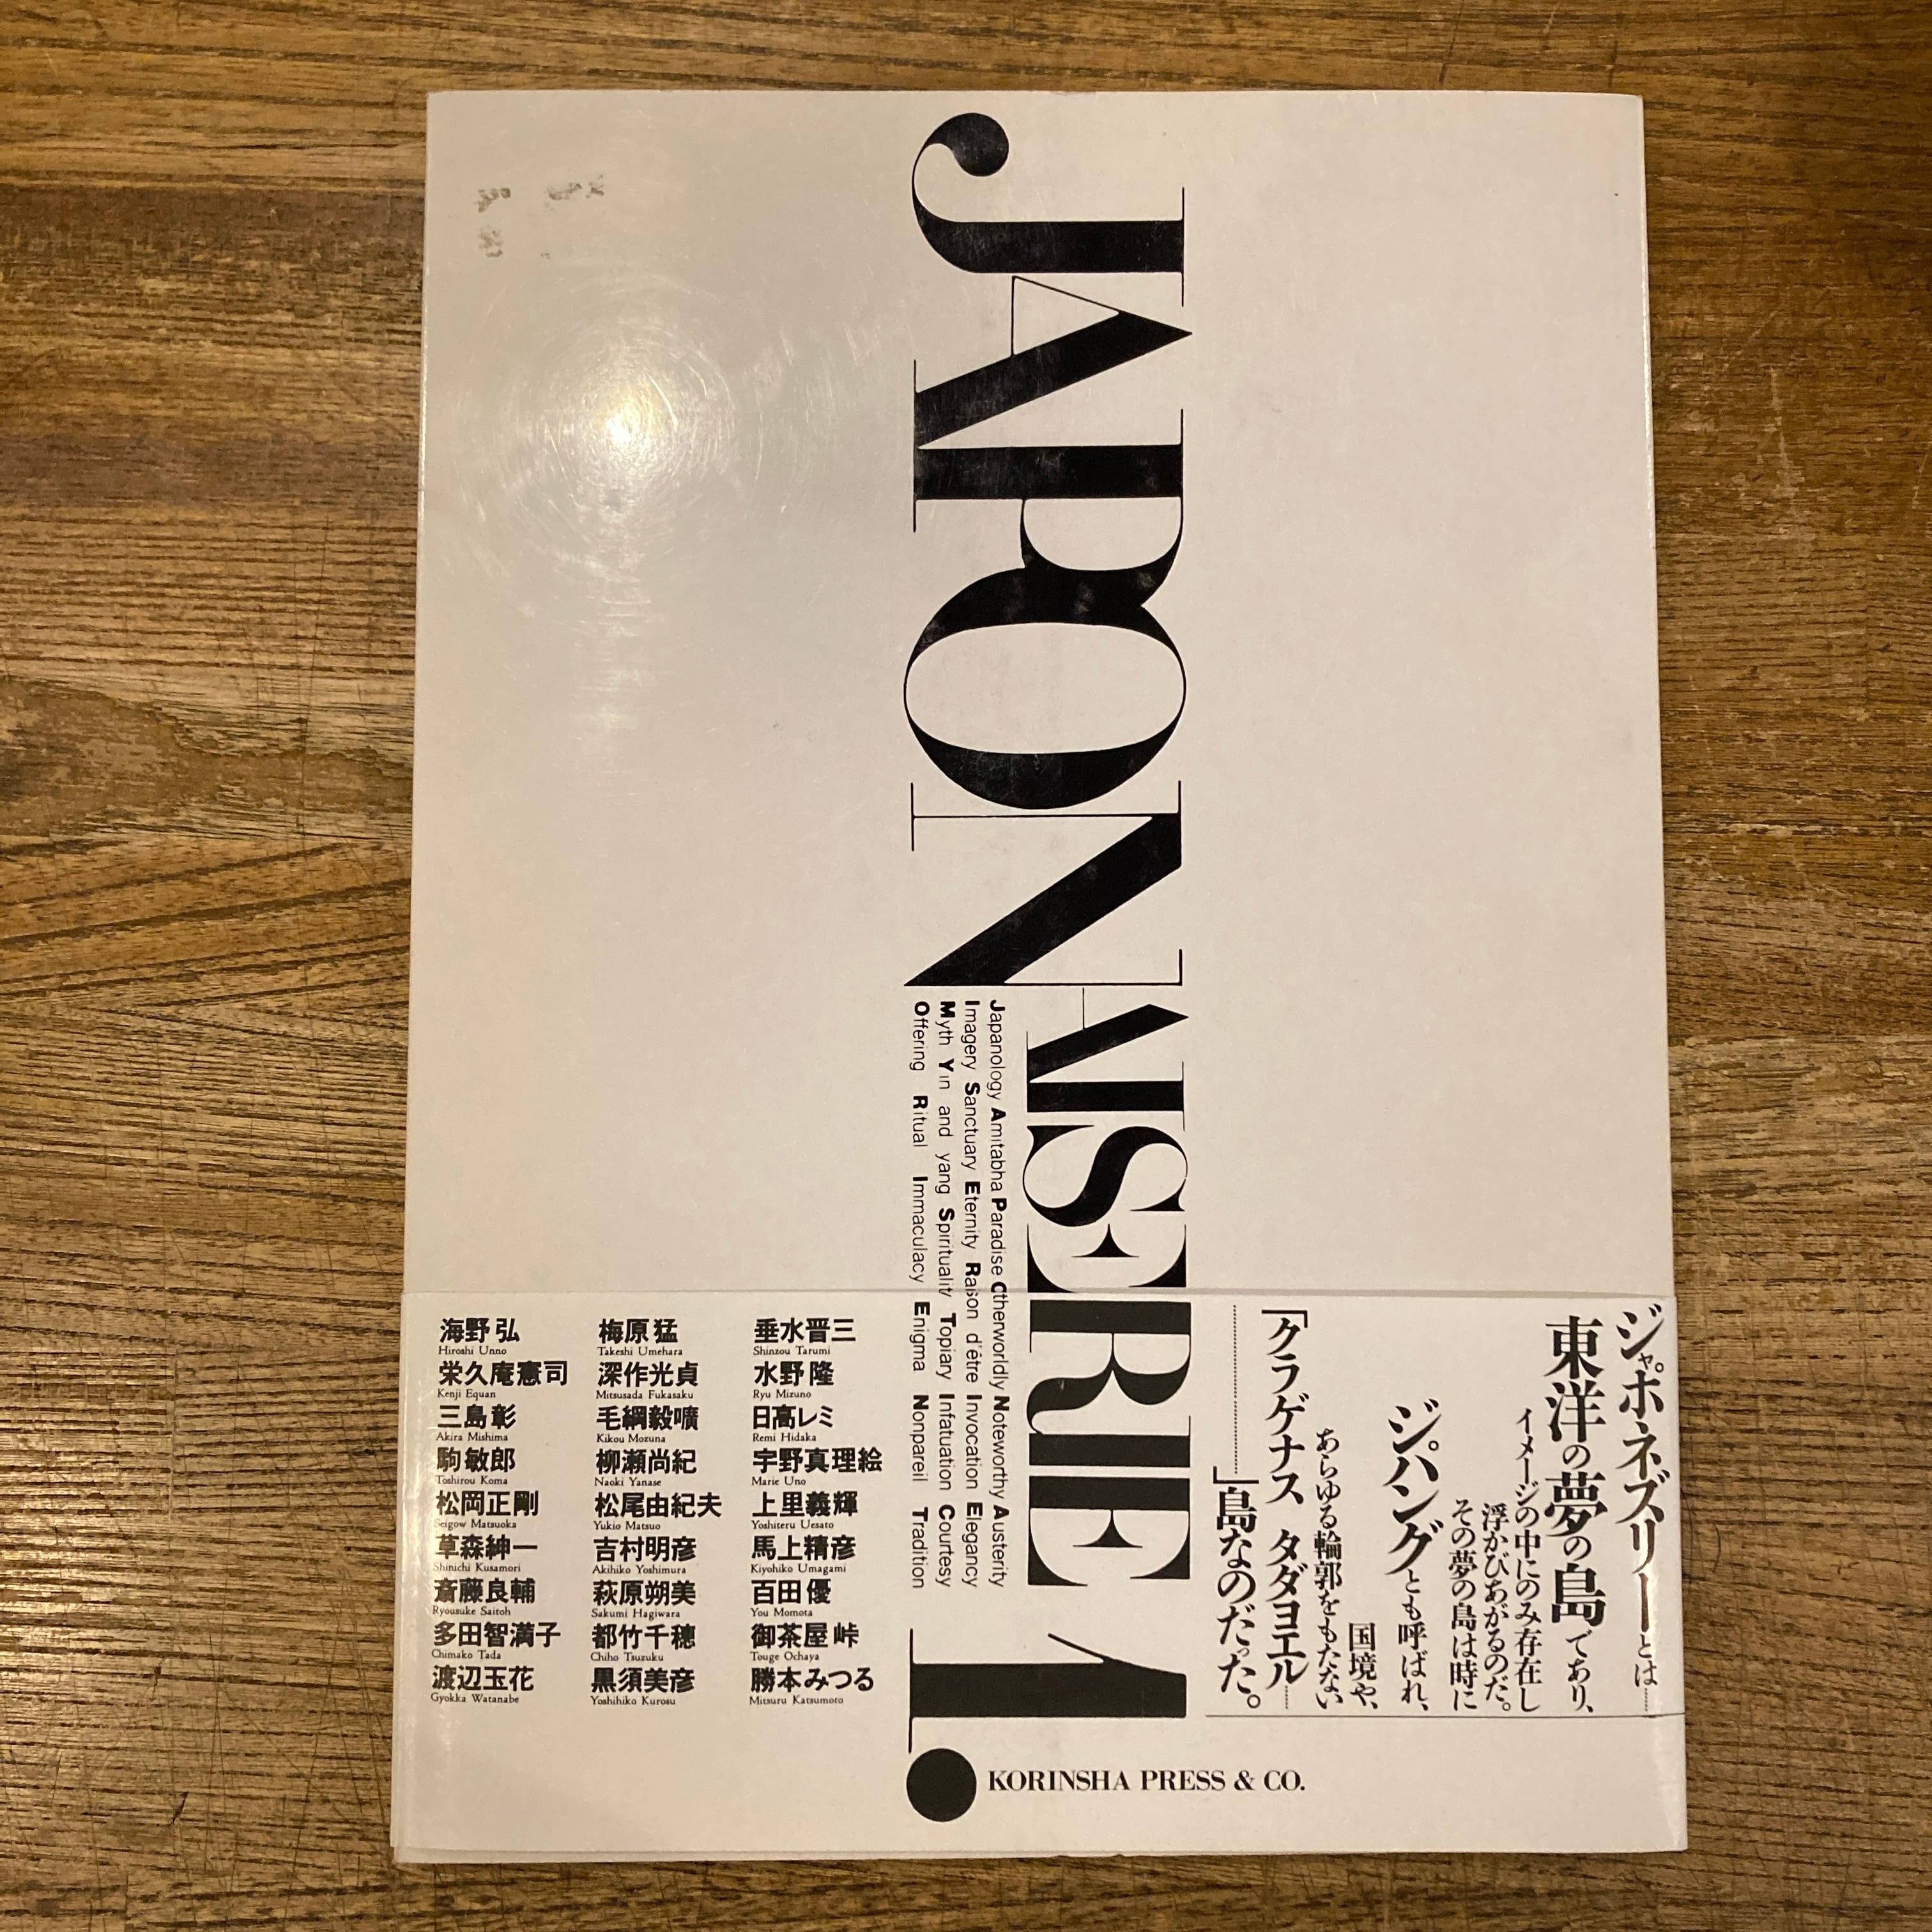 JAPONAISERIE 1.
Japanology Amitabha Paradise Otherworldly Noteworthy Austerity
Imagery Sanctuary Eternity Raison d'être Invocation Elegancy
Myth Yin and yang Spirituality Topiary Infatuation Courtesy
Offering Ritual Immaculacy Enigma Nonpareil Tradition
ジャポネズリーとは……
東洋の夢の島であり、
イメージの中にのみ存在し
浮かびあがるのだ。
その夢の島は時に
ジパングとも呼ばれ、
国境や、
あらゆる輪郭をもたない
「クラゲナス タダヨエル……
……………」島なのだった。
海野弘
Hiroshi Unno
栄久庵憲司
Kenji Equan
三島彰
Akira Mishima
駒敏郎
Toshirou Koma
松岡正剛
Seigow Matsuoka
草森紳一
Shinichi Kusamori
斎藤良輔
Ryousuke Saitoh
多田智満子
Chimako Tada
渡辺玉花
Gyokka Watanabe
梅原猛
Takeshi Umehara
深作光貞
Mitsusada Fukasaku
毛綱毅曠
Kikou Mozuna
柳瀬尚紀
Naoki Yanase
松尾由紀夫
Yukio Matsuo
吉村明彦
Akihiko Yoshimura
萩原朔美
Sakumi Hagiwara
都竹千穂
Chiho Tsuzuku
黒須美彦
Yoshihiko Kurosu
垂水晋三
Shinzou Tarumi
水野隆
Ryu Mizuno
日髙レミ
Remi Hidaka
宇野真理絵
Marie Uno
上里義輝
Yoshiteru Uesato
馬上精彦
Kiyohiko Umagami
百田優
You Momota
御茶屋峠
Touge Ochaya
勝本みつる
Mitsuru Katsumoto
KORINSHA PRESS & CO.